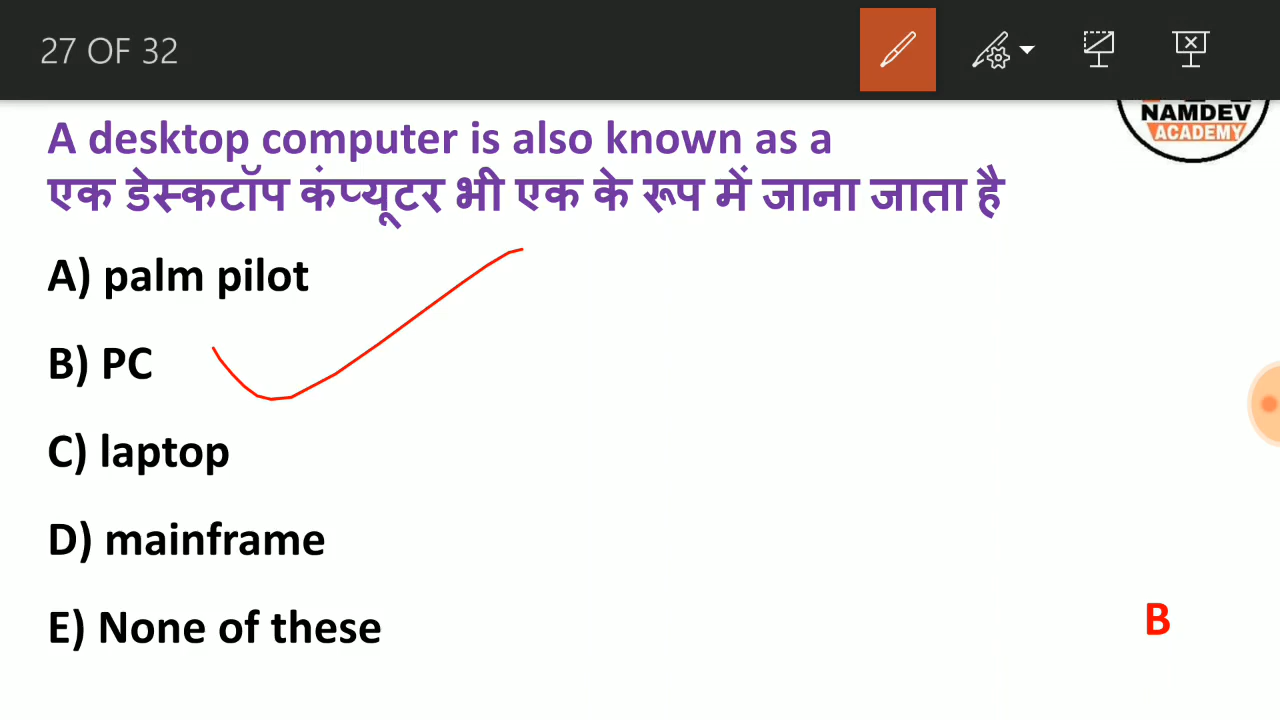 27 OF 32
NAMDEV
ACADEMY
A desktop computer is also known as a
एक डेस्कटॉप कंप्यूटर भी एक के रूप में जाना जाता है
A) palm pilot
B) PC
C) laptop
D) mainframe
E) None of these
B